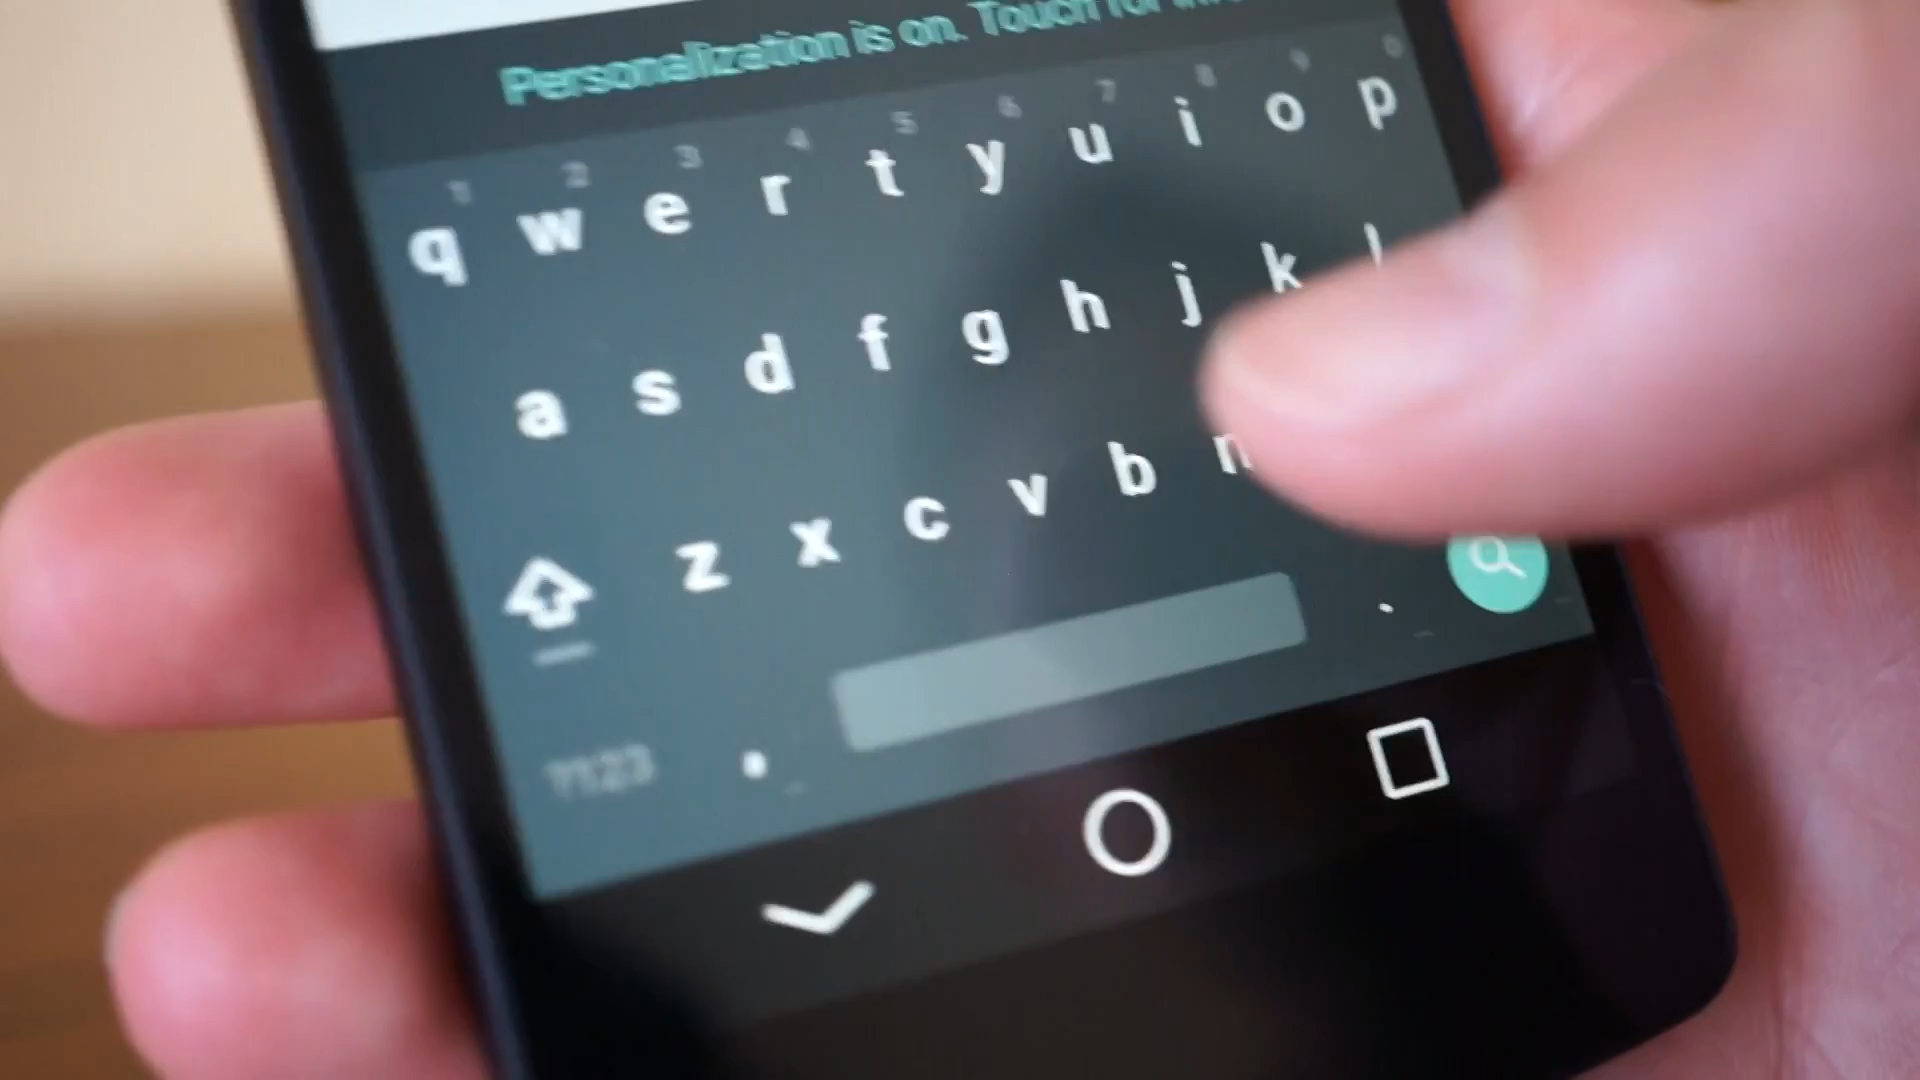 Personalization is on. Touch for
1 2 3 4 5 6 7 8 9 0
q w e r t y u i o p
a s d f g h j k l
z x c v b n
?123